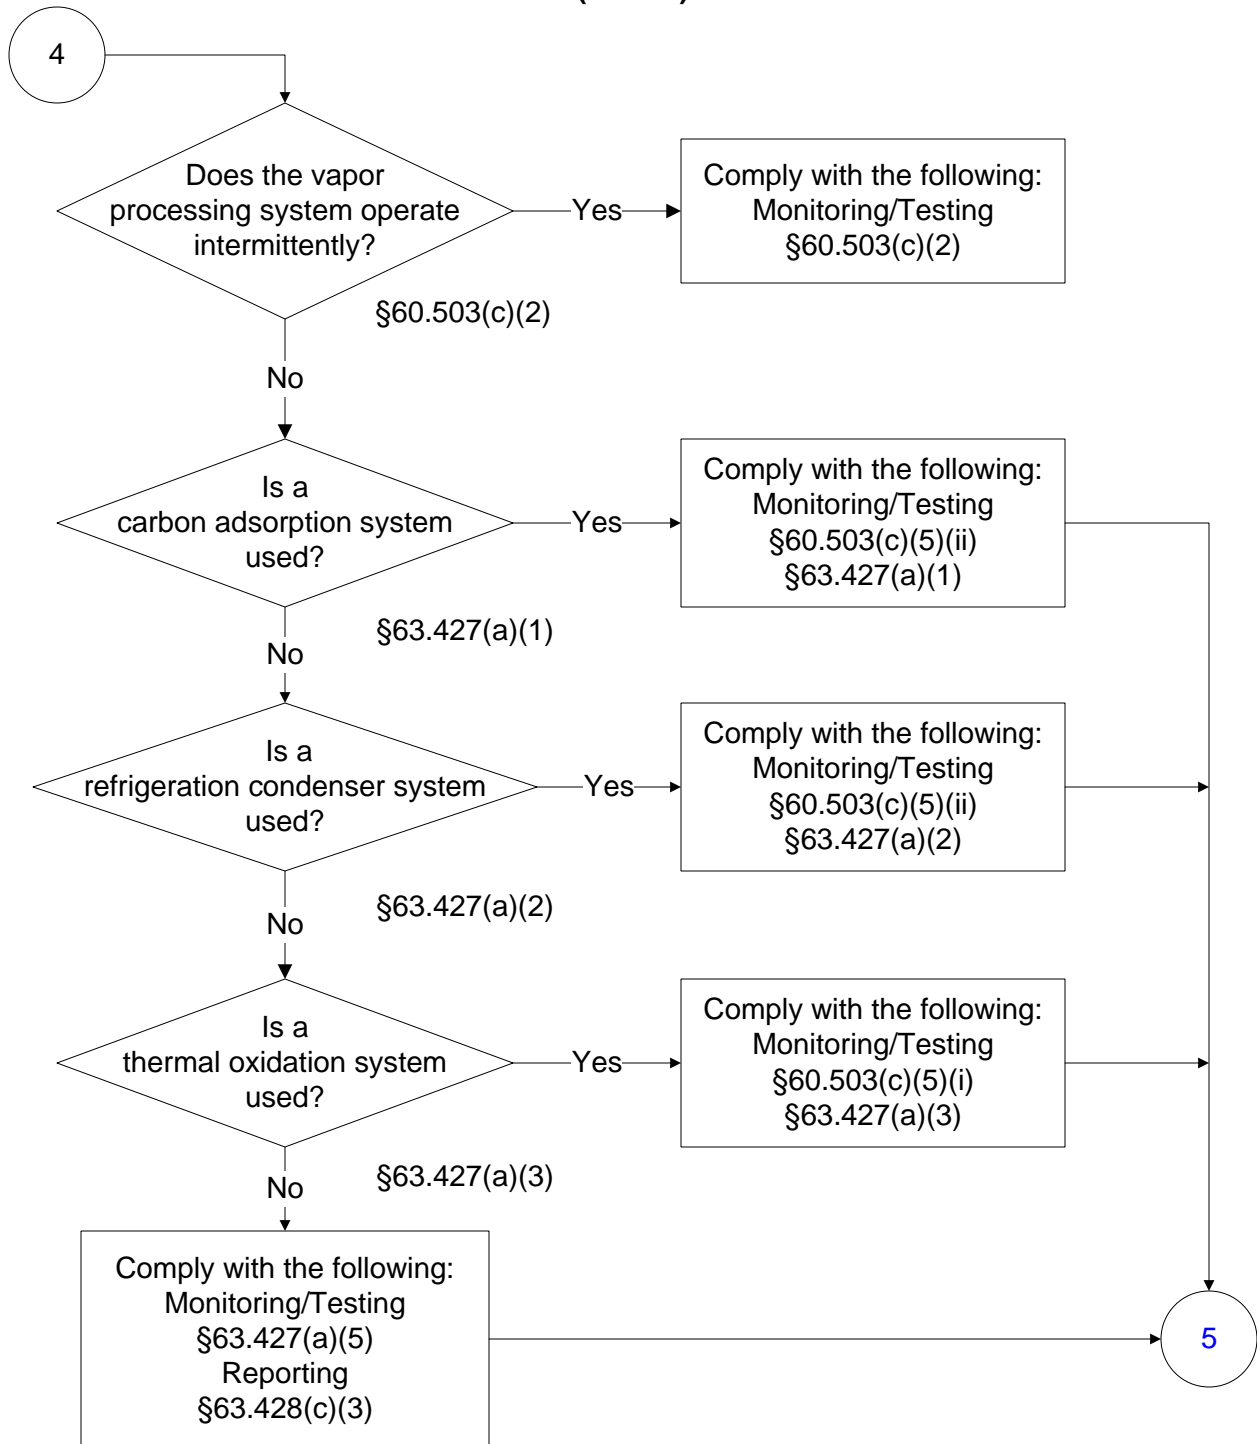 4
Does the vapor
processing system operate
intermittently?
Yes
Comply with the following:
Monitoring/Testing
§60.503(c)(2)
§60.503(c)(2)
No
Is a
carbon adsorption system
used?
Yes
Comply with the following:
Monitoring/Testing
§60.503(c)(5)(ii)
§63.427(a)(1)
§63.427(a)(1)
No
Is a
refrigeration condenser system
used?
Yes
Comply with the following:
Monitoring/Testing
§60.503(c)(5)(ii)
§63.427(a)(2)
§63.427(a)(2)
No
Is a
thermal oxidation system
used?
Yes
Comply with the following:
Monitoring/Testing
§60.503(c)(5)(i)
§63.427(a)(3)
§63.427(a)(3)
No
Comply with the following:
Monitoring/Testing
§63.427(a)(5)
Reporting
§63.428(c)(3)
5